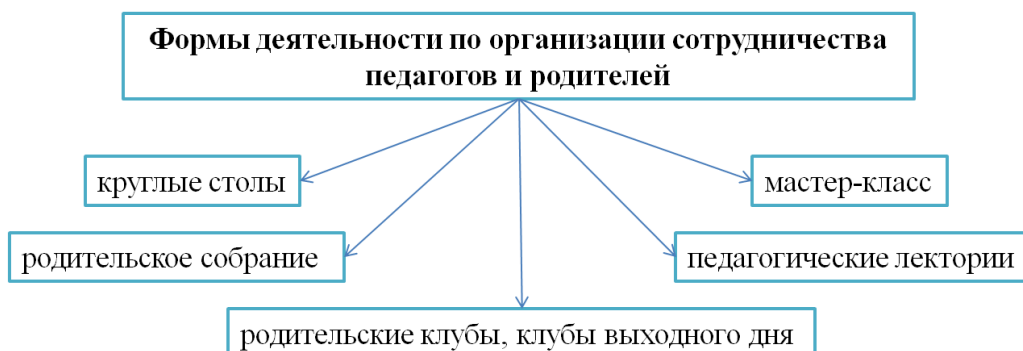 Формы деятельности по организации сотрудничества
педагогов и родителей
круглые столы
мастер-класс
родительское собрание
педагогические лектории
родительские клубы, клубы выходного дня